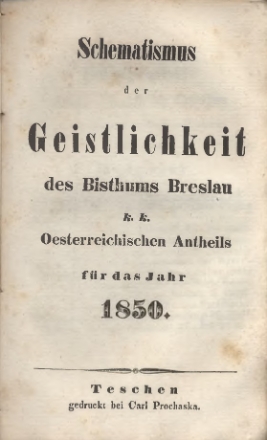 Schematismus
der
Geistlichkeit
des Bisthums Breslau
k. k.
Oesterreichischen Antheils
für das Jahr
1850.
Teschen
gedruckt bei Carl Prochaska.